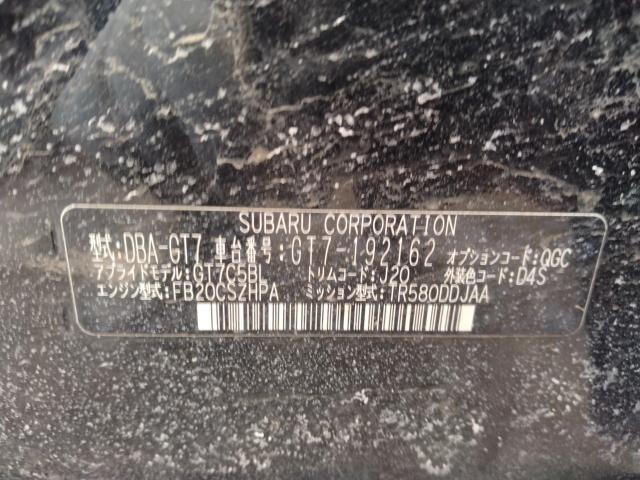 SUBARU CORPORATION
型式:DBA-GT7 車台番号:GT7-192162 オプションコード:QGC
アプライドモデル:GT7C5BL トリムコード:J20 外装色コード:D4S
エンジン型式:FB20CSZHPA ミッション型式:TR580DDJAA